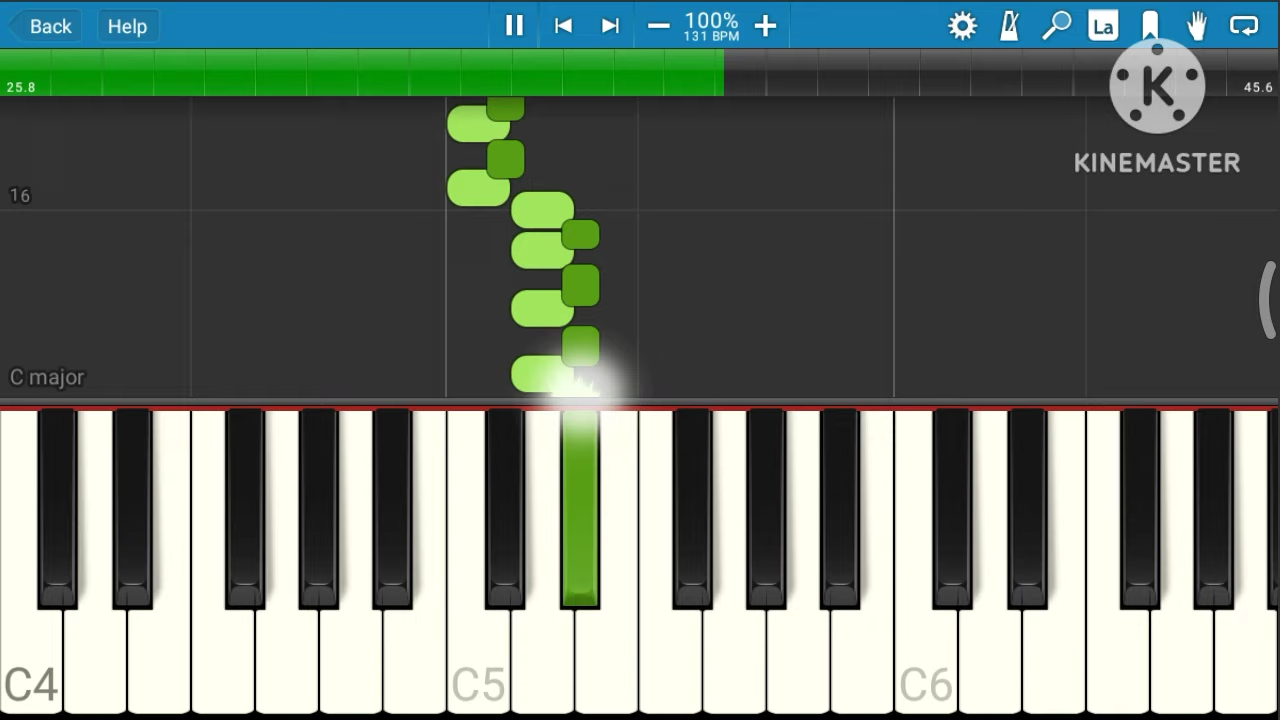 Back
Help
100%
131 BPM
La
25.8
45.6
K
KINEMASTER
16
C major
C4
C5
C6